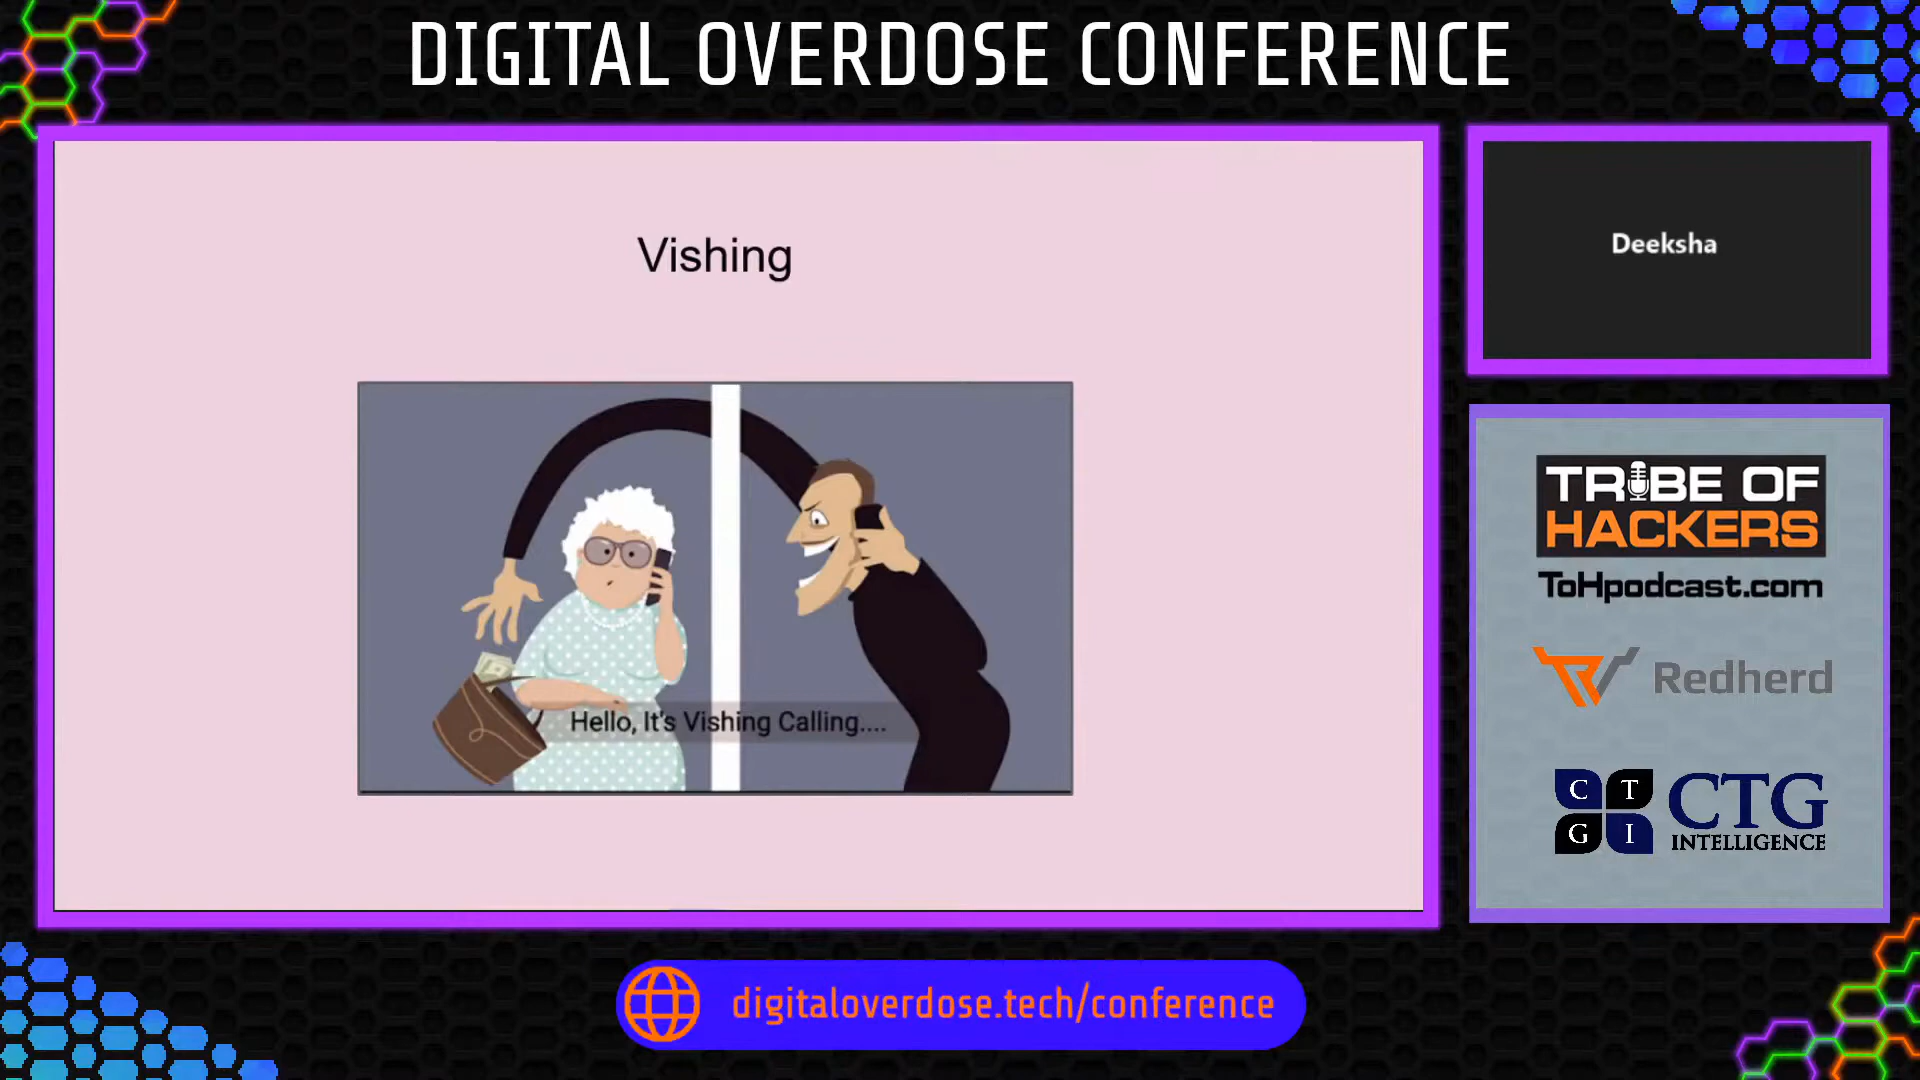 DIGITAL OVERDOSE CONFERENCE
Vishing
Hello, It's Vishing Calling....
Deeksha
TRIBE OF
HACKERS
ToHpodcast.com
Redherd
C T
G I
CTG
INTELLIGENCE
digitaloverdose.tech/conference